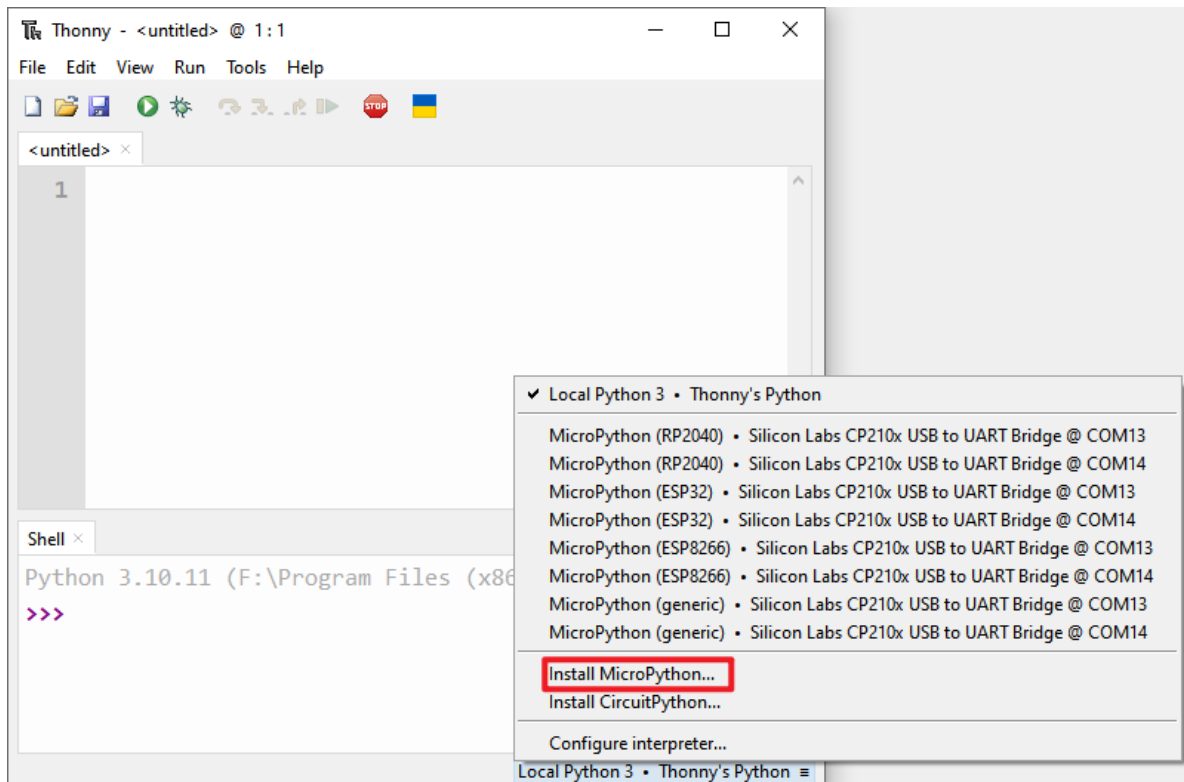 Thonny - <untitled> @ 1:1
File Edit View Run Tools Help
STOP
<untitled> ×
1
Local Python 3 • Thonny's Python
MicroPython (RP2040) • Silicon Labs CP210x USB to UART Bridge @ COM13
MicroPython (RP2040) • Silicon Labs CP210x USB to UART Bridge @ COM14
MicroPython (ESP32) • Silicon Labs CP210x USB to UART Bridge @ COM13
MicroPython (ESP32) • Silicon Labs CP210x USB to UART Bridge @ COM14
MicroPython (ESP8266) • Silicon Labs CP210x USB to UART Bridge @ COM13
MicroPython (ESP8266) • Silicon Labs CP210x USB to UART Bridge @ COM14
MicroPython (generic) • Silicon Labs CP210x USB to UART Bridge @ COM13
MicroPython (generic) • Silicon Labs CP210x USB to UART Bridge @ COM14
Install MicroPython...
Install CircuitPython...
Configure interpreter...
Shell ×
Python 3.10.11 (F:\Program Files (x86
>>>
Local Python 3 • Thonny's Python ≡